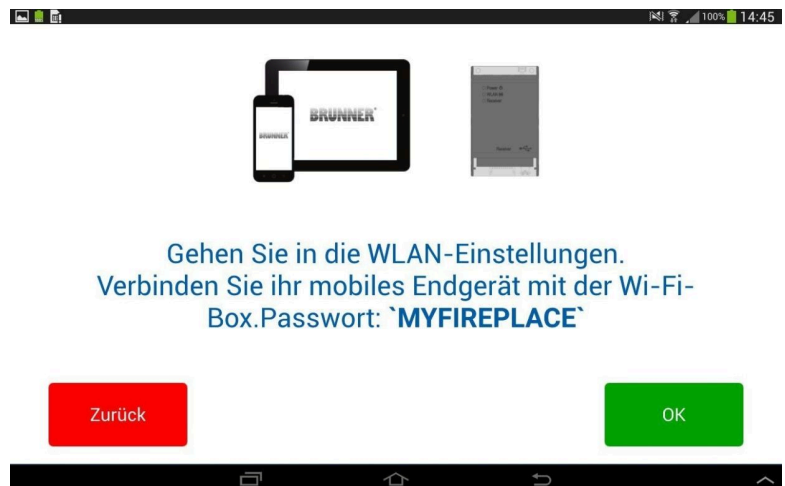 100% 14:45
BRUNNER
BRUNNER
Gehen Sie in die WLAN-Einstellungen.
Verbinden Sie ihr mobiles Endgerät mit der Wi-Fi-
Box.Passwort: `MYFIREPLACE`
Zurück
OK